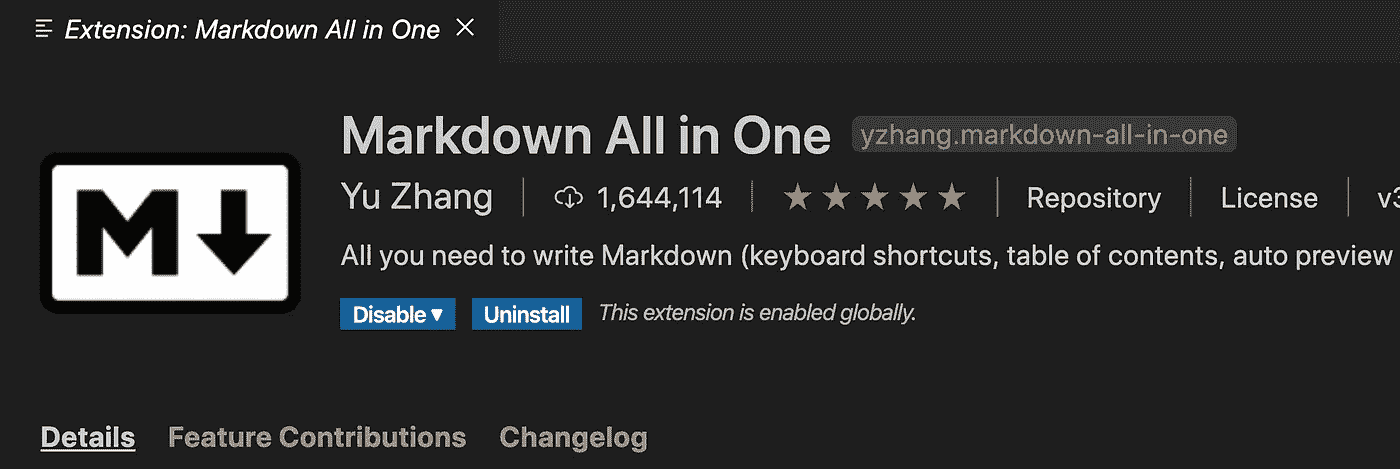 Extension: Markdown All in One
Markdown All in One yzhang.markdown-all-in-one
Yu Zhang 1,644,114 Repository License v3
All you need to write Markdown (keyboard shortcuts, table of contents, auto preview
Disable Uninstall This extension is enabled globally.
M
Details Feature Contributions Changelog